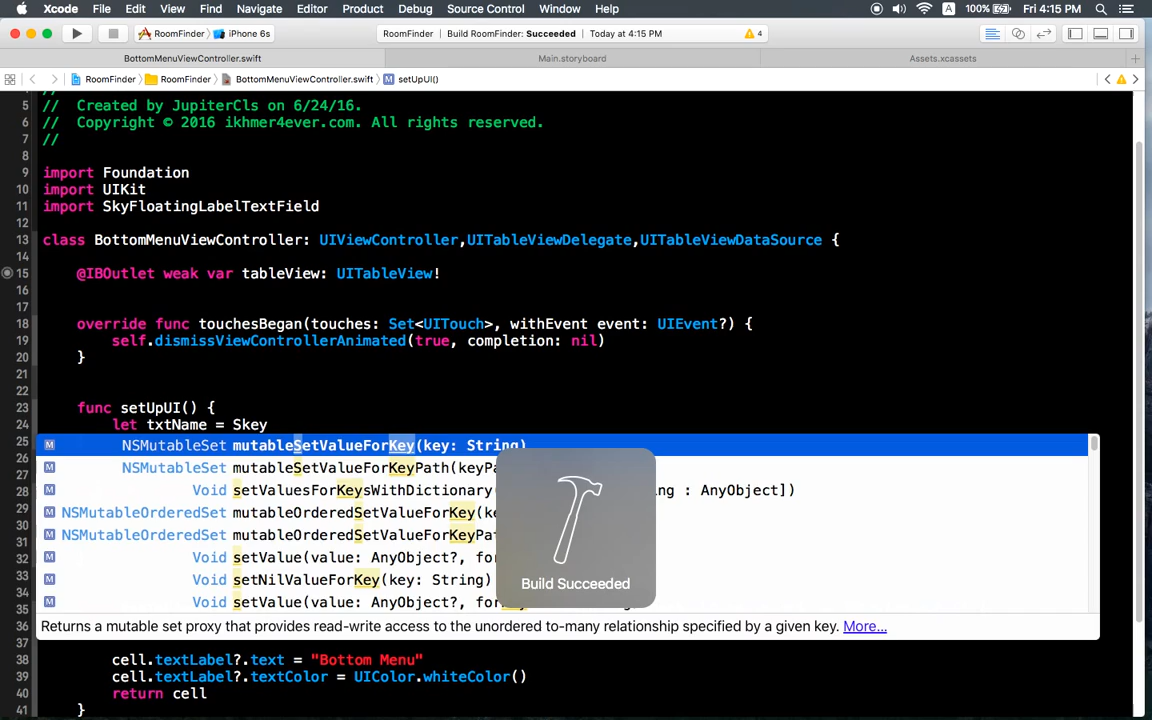 Xcode File Edit View Find Navigate Editor Product Debug Source Control Window Help A 100% Fri 4:15 PM
RoomFinder iPhone 6s RoomFinder Build RoomFinder: Succeeded Today at 4:15 PM 4
BottomMenuViewController.swift Main.storyboard Assets.xcassets
RoomFinder RoomFinder BottomMenuViewController.swift M setUpUI()
5 // Created by JupiterCls on 6/24/16.
6 // Copyright © 2016 ikhmer4ever.com. All rights reserved.
7 //
8
9 import Foundation
10 import UIKit
11 import SkyFloatingLabelTextField
12
13 class BottomMenuViewController: UIViewController,UITableViewDelegate,UITableViewDataSource {
14
15 @IBOutlet weak var tableView: UITableView!
16
17
18 override func touchesBegan(touches: Set<UITouch>, withEvent event: UIEvent?) {
19 self.dismissViewControllerAnimated(true, completion: nil)
20 }
21
22
23 func setUpUI() {
24 let txtName = Skey
25 M NSMutableSet mutableSetValueForKey(key: String)
26 M NSMutableSet mutableSetValueForKeyPath(keyP
27
28 M Void setValuesForKeysWithDictionary( ng : AnyObject])
29 M NSMutableOrderedSet mutableOrderedSetValueForKey(k
30
31 M NSMutableOrderedSet mutableOrderedSetValueForKeyPa
32 M Void setValue(value: AnyObject?, for
33 M Void setNilValueForKey(key: String)
34
35 M Void setValue(value: AnyObject?, for
Build Succeeded
36 Returns a mutable set proxy that provides read-write access to the unordered to-many relationship specified by a given key. More...
37
38 cell.textLabel?.text = "Bottom Menu"
39 cell.textLabel?.textColor = UIColor.whiteColor()
40 return cell
41 }